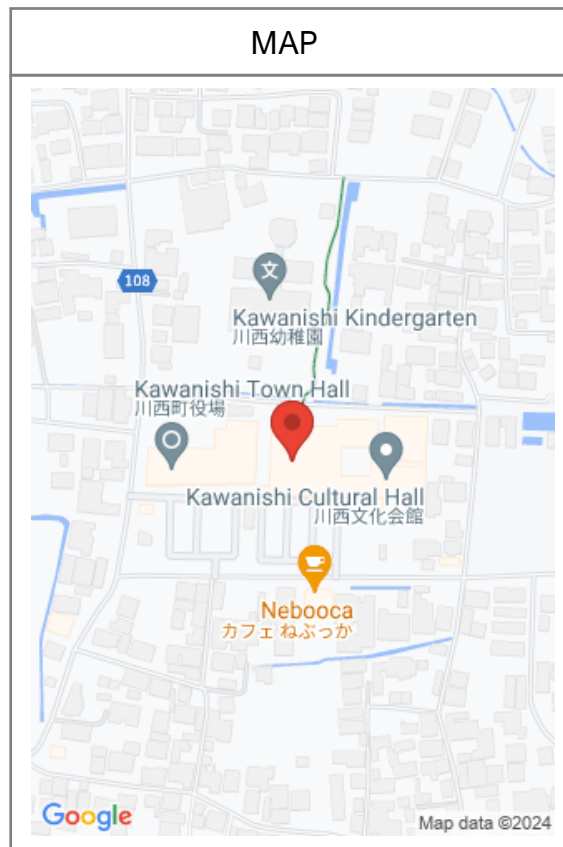 MAP
文
108
Kawanishi Kindergarten
川西幼稚園
Kawanishi Town Hall
川西町役場
Kawanishi Cultural Hall
川西文化会館
Nebooca
カフェ ねぶっか
Google
Map data ©2024